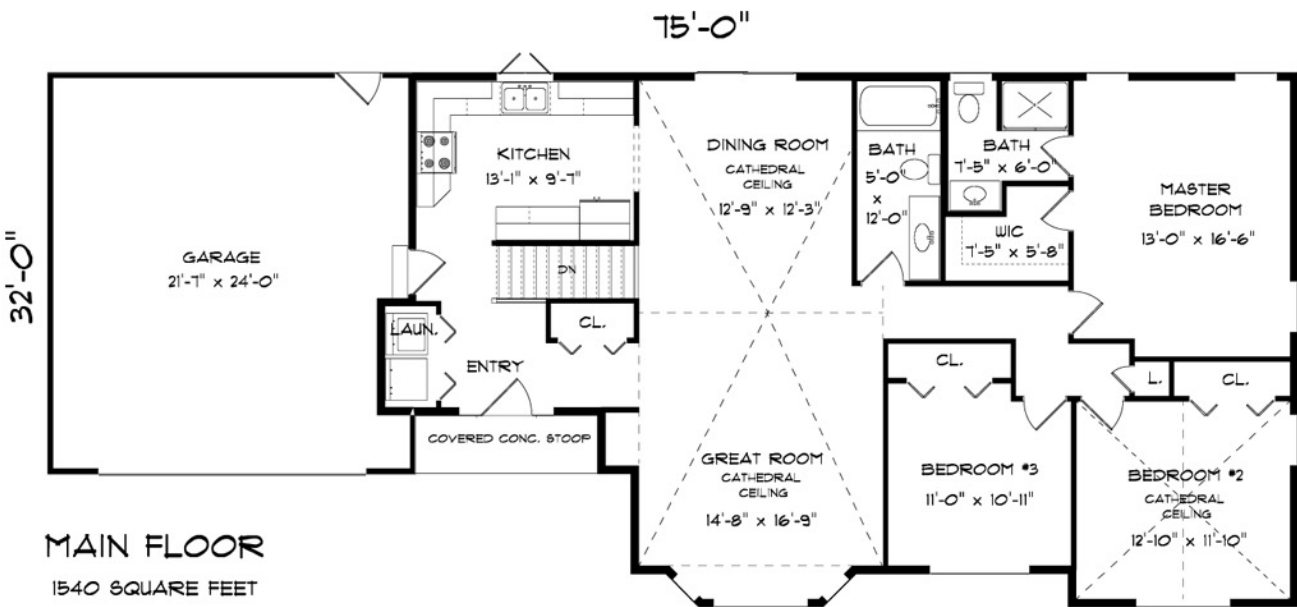 75'-0"
32'-0"
GARAGE
21'-7" x 24'-0"
KITCHEN
13'-1" x 9'-7"
DN
LAUN.
CL.
ENTRY
COVERED CONC. STOOP
DINING ROOM
CATHEDRAL
CEILING
12'-9" x 12'-3"
GREAT ROOM
CATHEDRAL
CEILING
14'-8" x 16'-9"
BATH
5'-0"
x
12'-0"
BATH
7'-5" x 6'-0"
WIC
7'-5" x 5'-8"
MASTER
BEDROOM
13'-0" x 16'-6"
CL.
L.
CL.
BEDROOM #3
11'-0" x 10'-11"
BEDROOM #2
CATHEDRAL
CEILING
12'-10" x 11'-10"
MAIN FLOOR
1540 SQUARE FEET